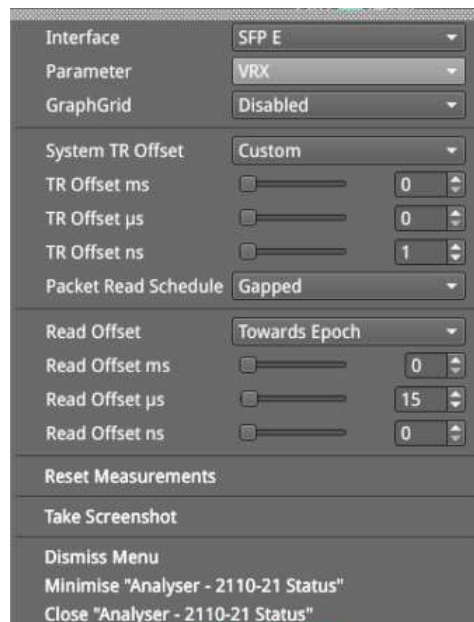 Interface SFP E
Parameter VRX
GraphGrid Disabled
System TR Offset Custom
TR Offset ms 0
TR Offset µs 0
TR Offset ns 1
Packet Read Schedule Gapped
Read Offset Towards Epoch
Read Offset ms 0
Read Offset µs 15
Read Offset ns 0
Reset Measurements
Take Screenshot
Dismiss Menu
Minimise "Analyser - 2110-21 Status"
Close "Analyser - 2110-21 Status"